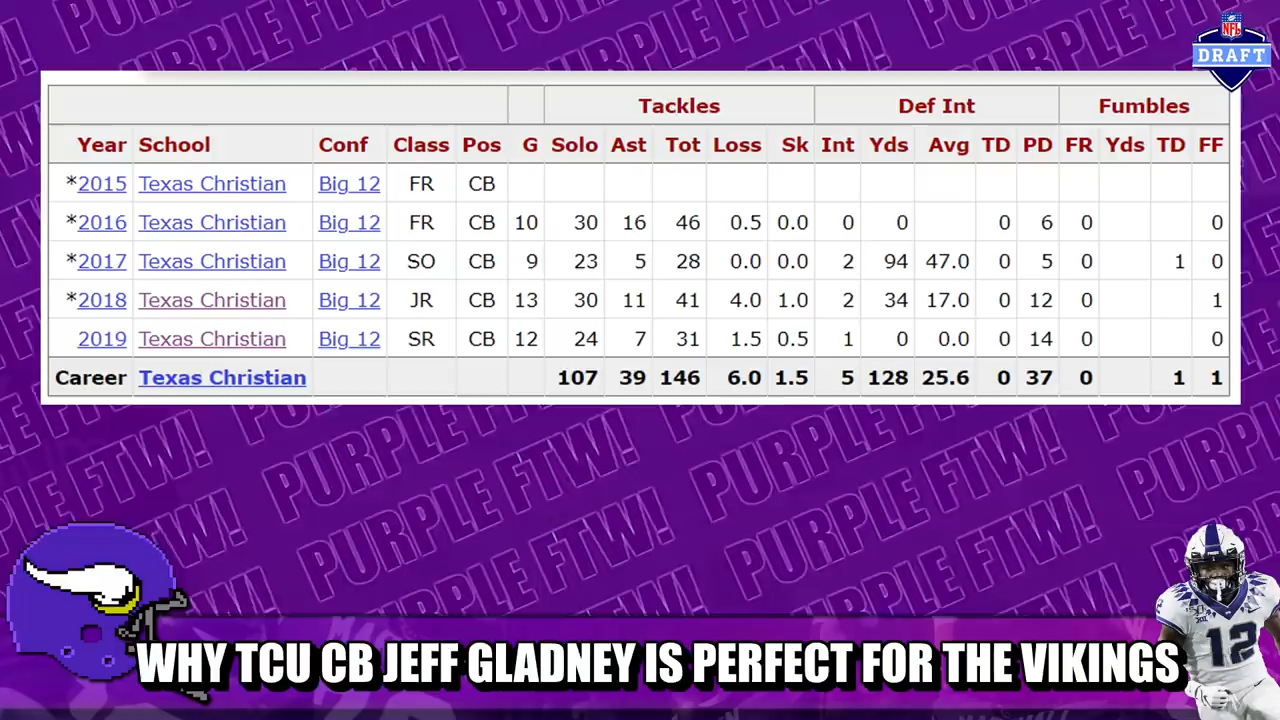 NFL
DRAFT
Tackles Def Int Fumbles
Year School Conf Class Pos G Solo Ast Tot Loss Sk Int Yds Avg TD PD FR Yds TD FF
*2015 Texas Christian Big 12 FR CB
*2016 Texas Christian Big 12 FR CB 10 30 16 46 0.5 0.0 0 0 0 6 0 0
*2017 Texas Christian Big 12 SO CB 9 23 5 28 0.0 0.0 2 94 47.0 0 5 0 1 0
*2018 Texas Christian Big 12 JR CB 13 30 11 41 4.0 1.0 2 34 17.0 0 12 0 1
2019 Texas Christian Big 12 SR CB 12 24 7 31 1.5 0.5 1 0 0.0 0 14 0 0
Career Texas Christian 107 39 146 6.0 1.5 5 128 25.6 0 37 0 1 1
PURPLE FTW!
WHY TCU CB JEFF GLADNEY IS PERFECT FOR THE VIKINGS
12